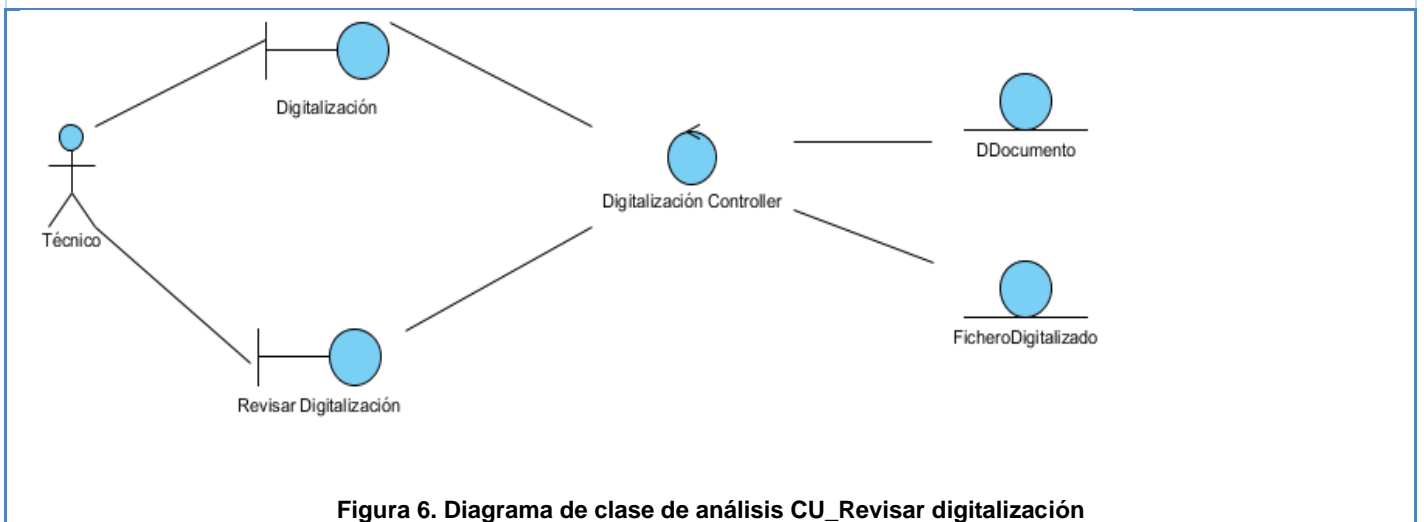 Digitalización
DDocumento
Digitalización Controller
Técnico
FicheroDigitalizado
Revisar Digitalización
Figura 6. Diagrama de clase de análisis CU_Revisar digitalización